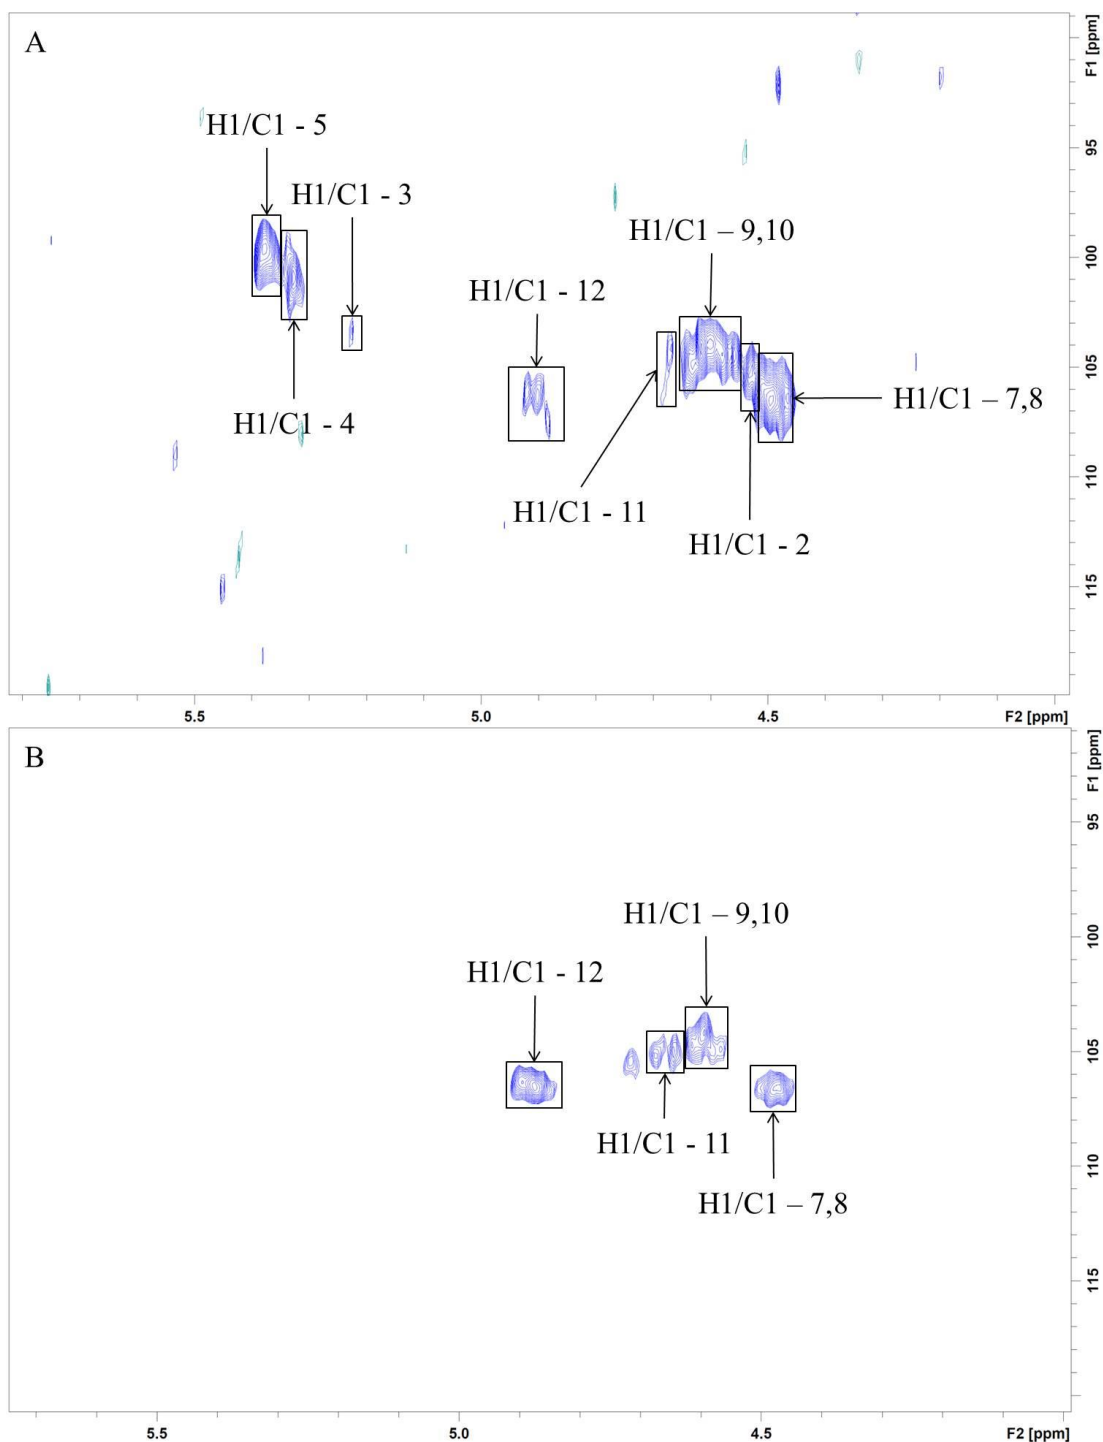 A
F1 [ppm]
H1/C1 - 5
H1/C1 - 3
H1/C1 – 9,10
H1/C1 - 12
H1/C1 – 7,8
H1/C1 - 4
H1/C1 - 11
H1/C1 - 2
95
100
105
110
115
5.5
5.0
4.5
F2 [ppm]
B
F1 [ppm]
H1/C1 – 9,10
H1/C1 - 12
H1/C1 - 11
H1/C1 – 7,8
95
100
105
110
115
5.5
5.0
4.5
F2 [ppm]